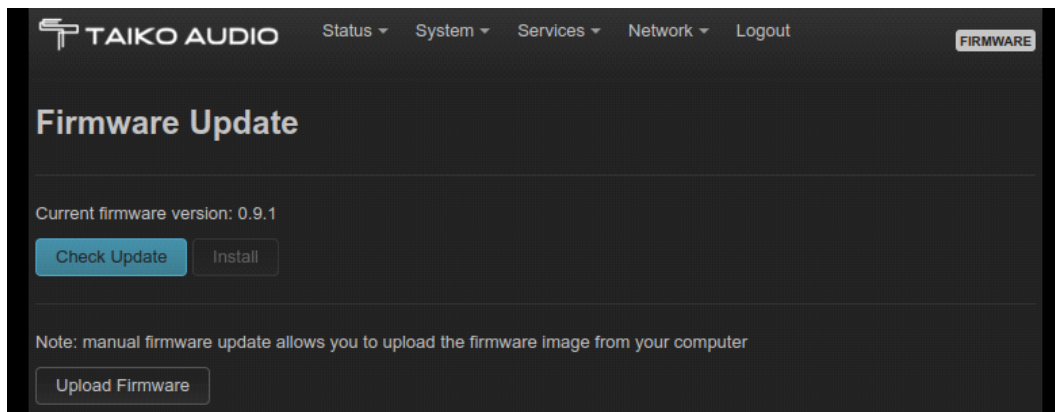 TAIKO AUDIO Status System Services Network Logout FIRMWARE
Firmware Update
Current firmware version: 0.9.1
Check Update Install
Note: manual firmware update allows you to upload the firmware image from your computer
Upload Firmware